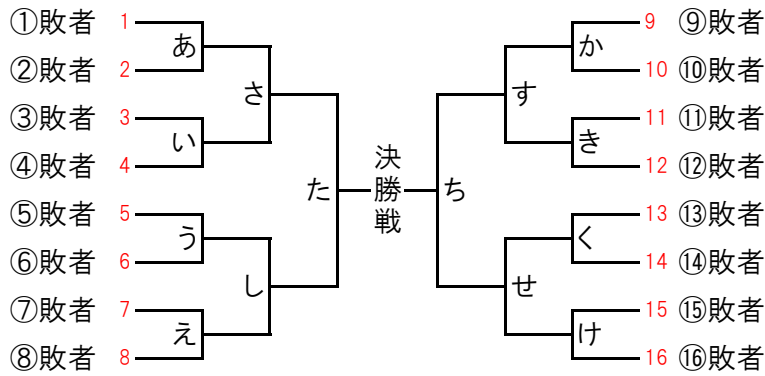 ①敗者 1
②敗者 2
③敗者 3
④敗者 4
⑤敗者 5
⑥敗者 6
⑦敗者 7
⑧敗者 8
あ
い
う
え
さ
し
た
決勝戦
ち
す
せ
か
き
く
け
9 ⑨敗者
10 ⑩敗者
11 ⑪敗者
12 ⑫敗者
13 ⑬敗者
14 ⑭敗者
15 ⑮敗者
16 ⑯敗者